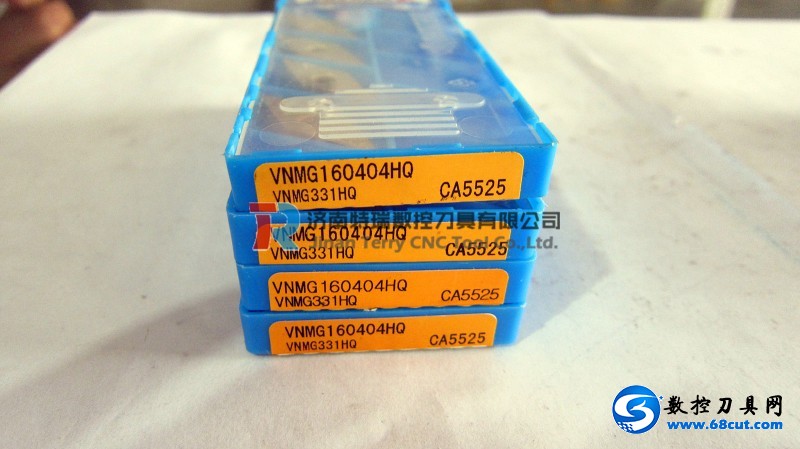 VNMG160404HQ
VNMG331HQ CA5525
济南特瑞数控刀具有限公司
Jinan Terry CNC Tool Co.,Ltd.
VNMG160404HQ
VNMG331HQ CA5525
VNMG160404HQ
VNMG331HQ CA5525
VNMG160404HQ
VNMG331HQ CA5525
数控刀具网
www.68cut.com